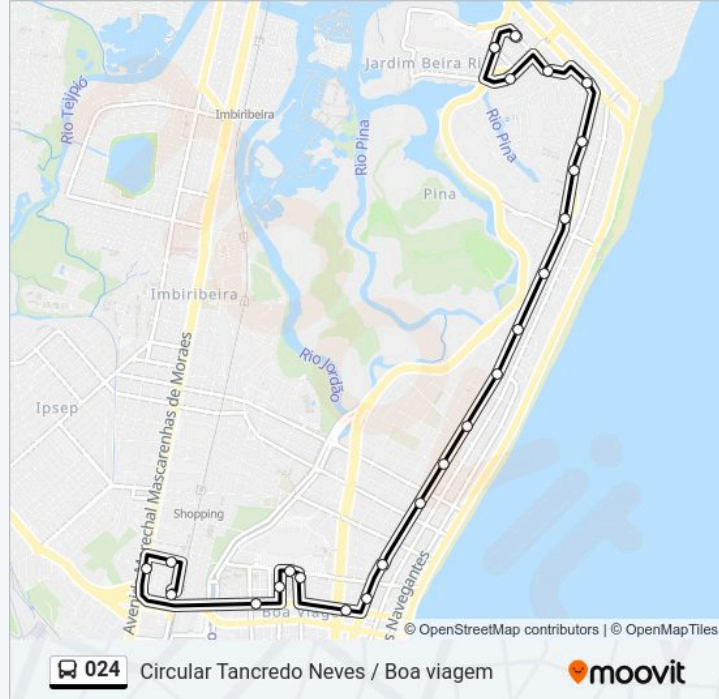 Jardim Beira Ri
Rio Tejipió
Imbiribeira
Rio Pina
Rio Pina
Pina
Imbiribeira
Rio Jordão
Ipsep
Avenida Marechal Mascarenhas de Moraes
Shopping
Boa Viagem
s Navegantes
© OpenStreetMap contributors | © OpenMapTiles
024 Circular Tancredo Neves / Boa viagem
moovit